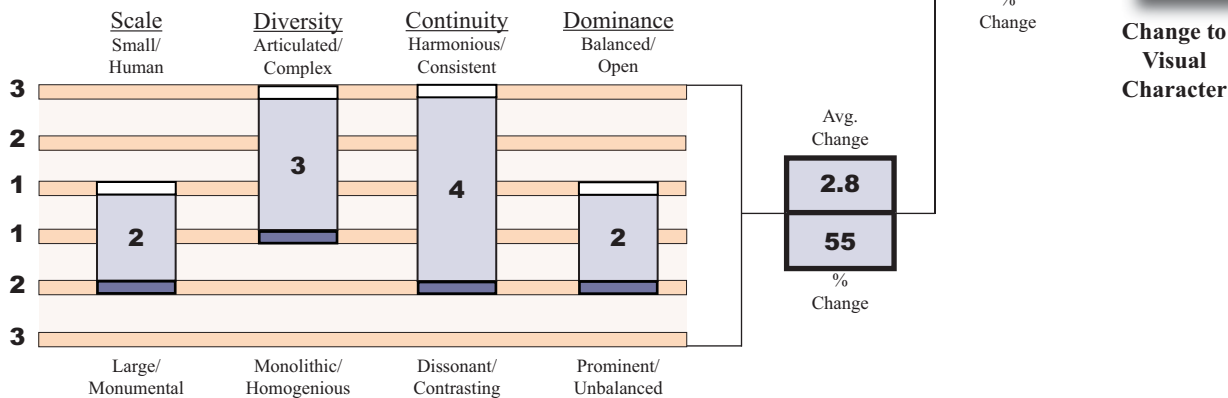 %
Change
Change to
Visual
Character
Scale
Small/
Human
Diversity
Articulated/
Complex
Continuity
Harmonious/
Consistent
Dominance
Balanced/
Open
3
2
1
1
2
3
2
3
4
2
Avg.
Change
2.8
55
%
Change
Large/
Monumental
Monolithic/
Homogenious
Dissonant/
Contrasting
Prominent/
Unbalanced